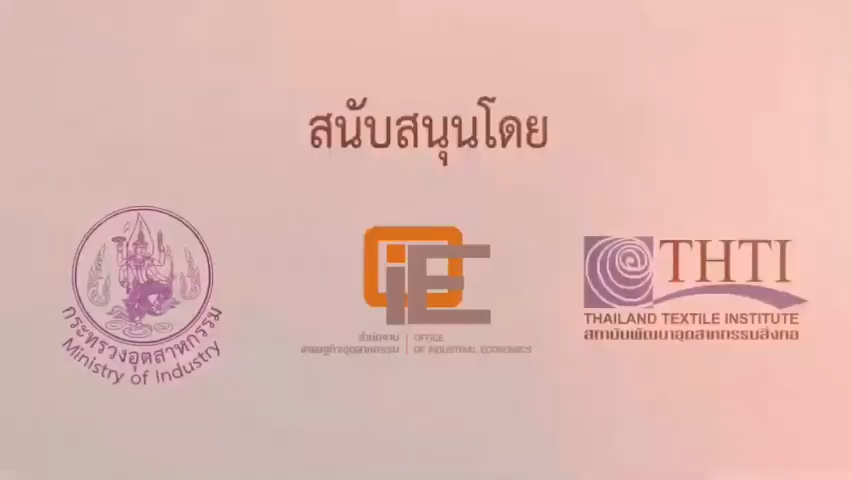 สนับสนุนโดย
กระทรวงอุตสาหกรรม
Ministry of Industry
OiE
สำนักงาน
เศรษฐกิจอุตสาหกรรม
OFFICE
OF INDUSTRIAL ECONOMICS
THTI
THAILAND TEXTILE INSTITUTE
สถาบันพัฒนาอุตสาหกรรมสิ่งทอ